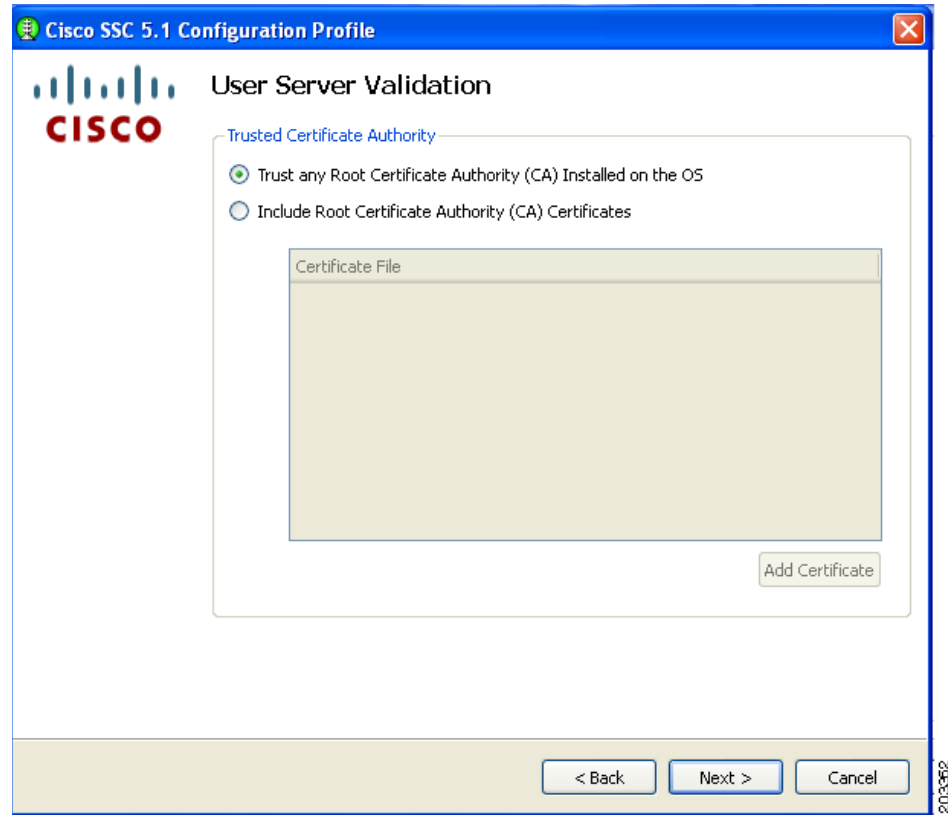 Cisco SSC 5.1 Configuration Profile
CISCO
User Server Validation
Trusted Certificate Authority
Trust any Root Certificate Authority (CA) Installed on the OS
Include Root Certificate Authority (CA) Certificates
Certificate File
Add Certificate
< Back
Next >
Cancel
203352